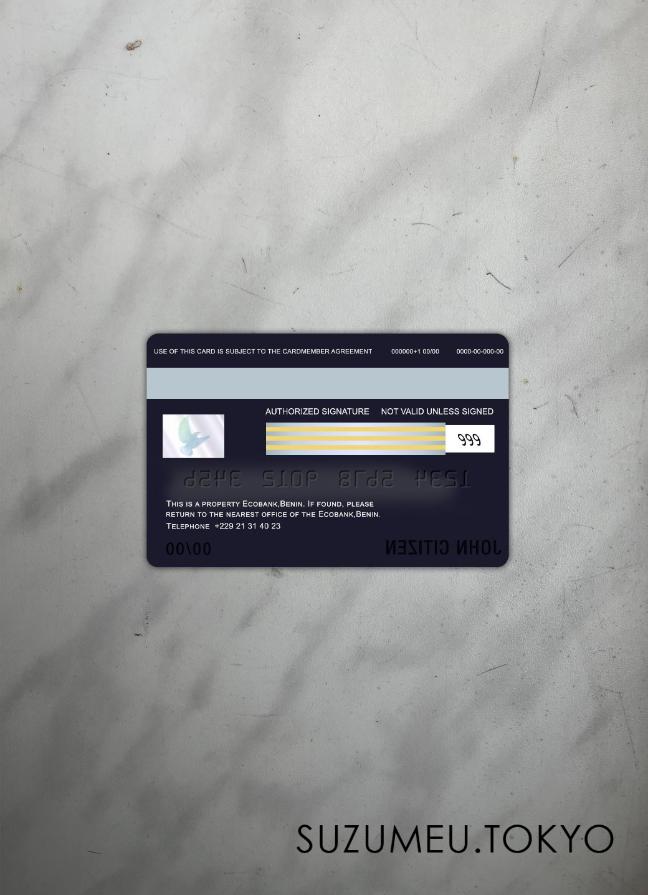 USE OF THIS CARD IS SUBJECT TO THE CARDMEMBER AGREEMENT 000000+1 00/00 0000-00-000-00
AUTHORIZED SIGNATURE NOT VALID UNLESS SIGNED
999
1234 5678 9012 3456
THIS IS A PROPERTY ECOBANK,BENIN. IF FOUND, PLEASE
RETURN TO THE NEAREST OFFICE OF THE ECOBANK,BENIN.
TELEPHONE +229 21 31 40 23
00/00 JOHN CITIZEN
SUZUMEU.TOKYO